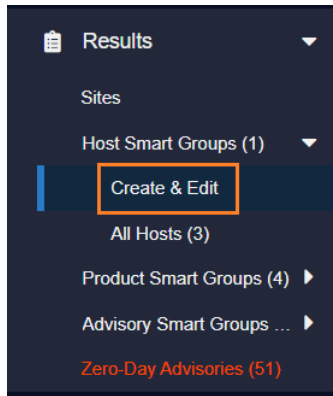 Results
Sites
Host Smart Groups (1)
Create & Edit
All Hosts (3)
Product Smart Groups (4)
Advisory Smart Groups ...
Zero-Day Advisories (51)